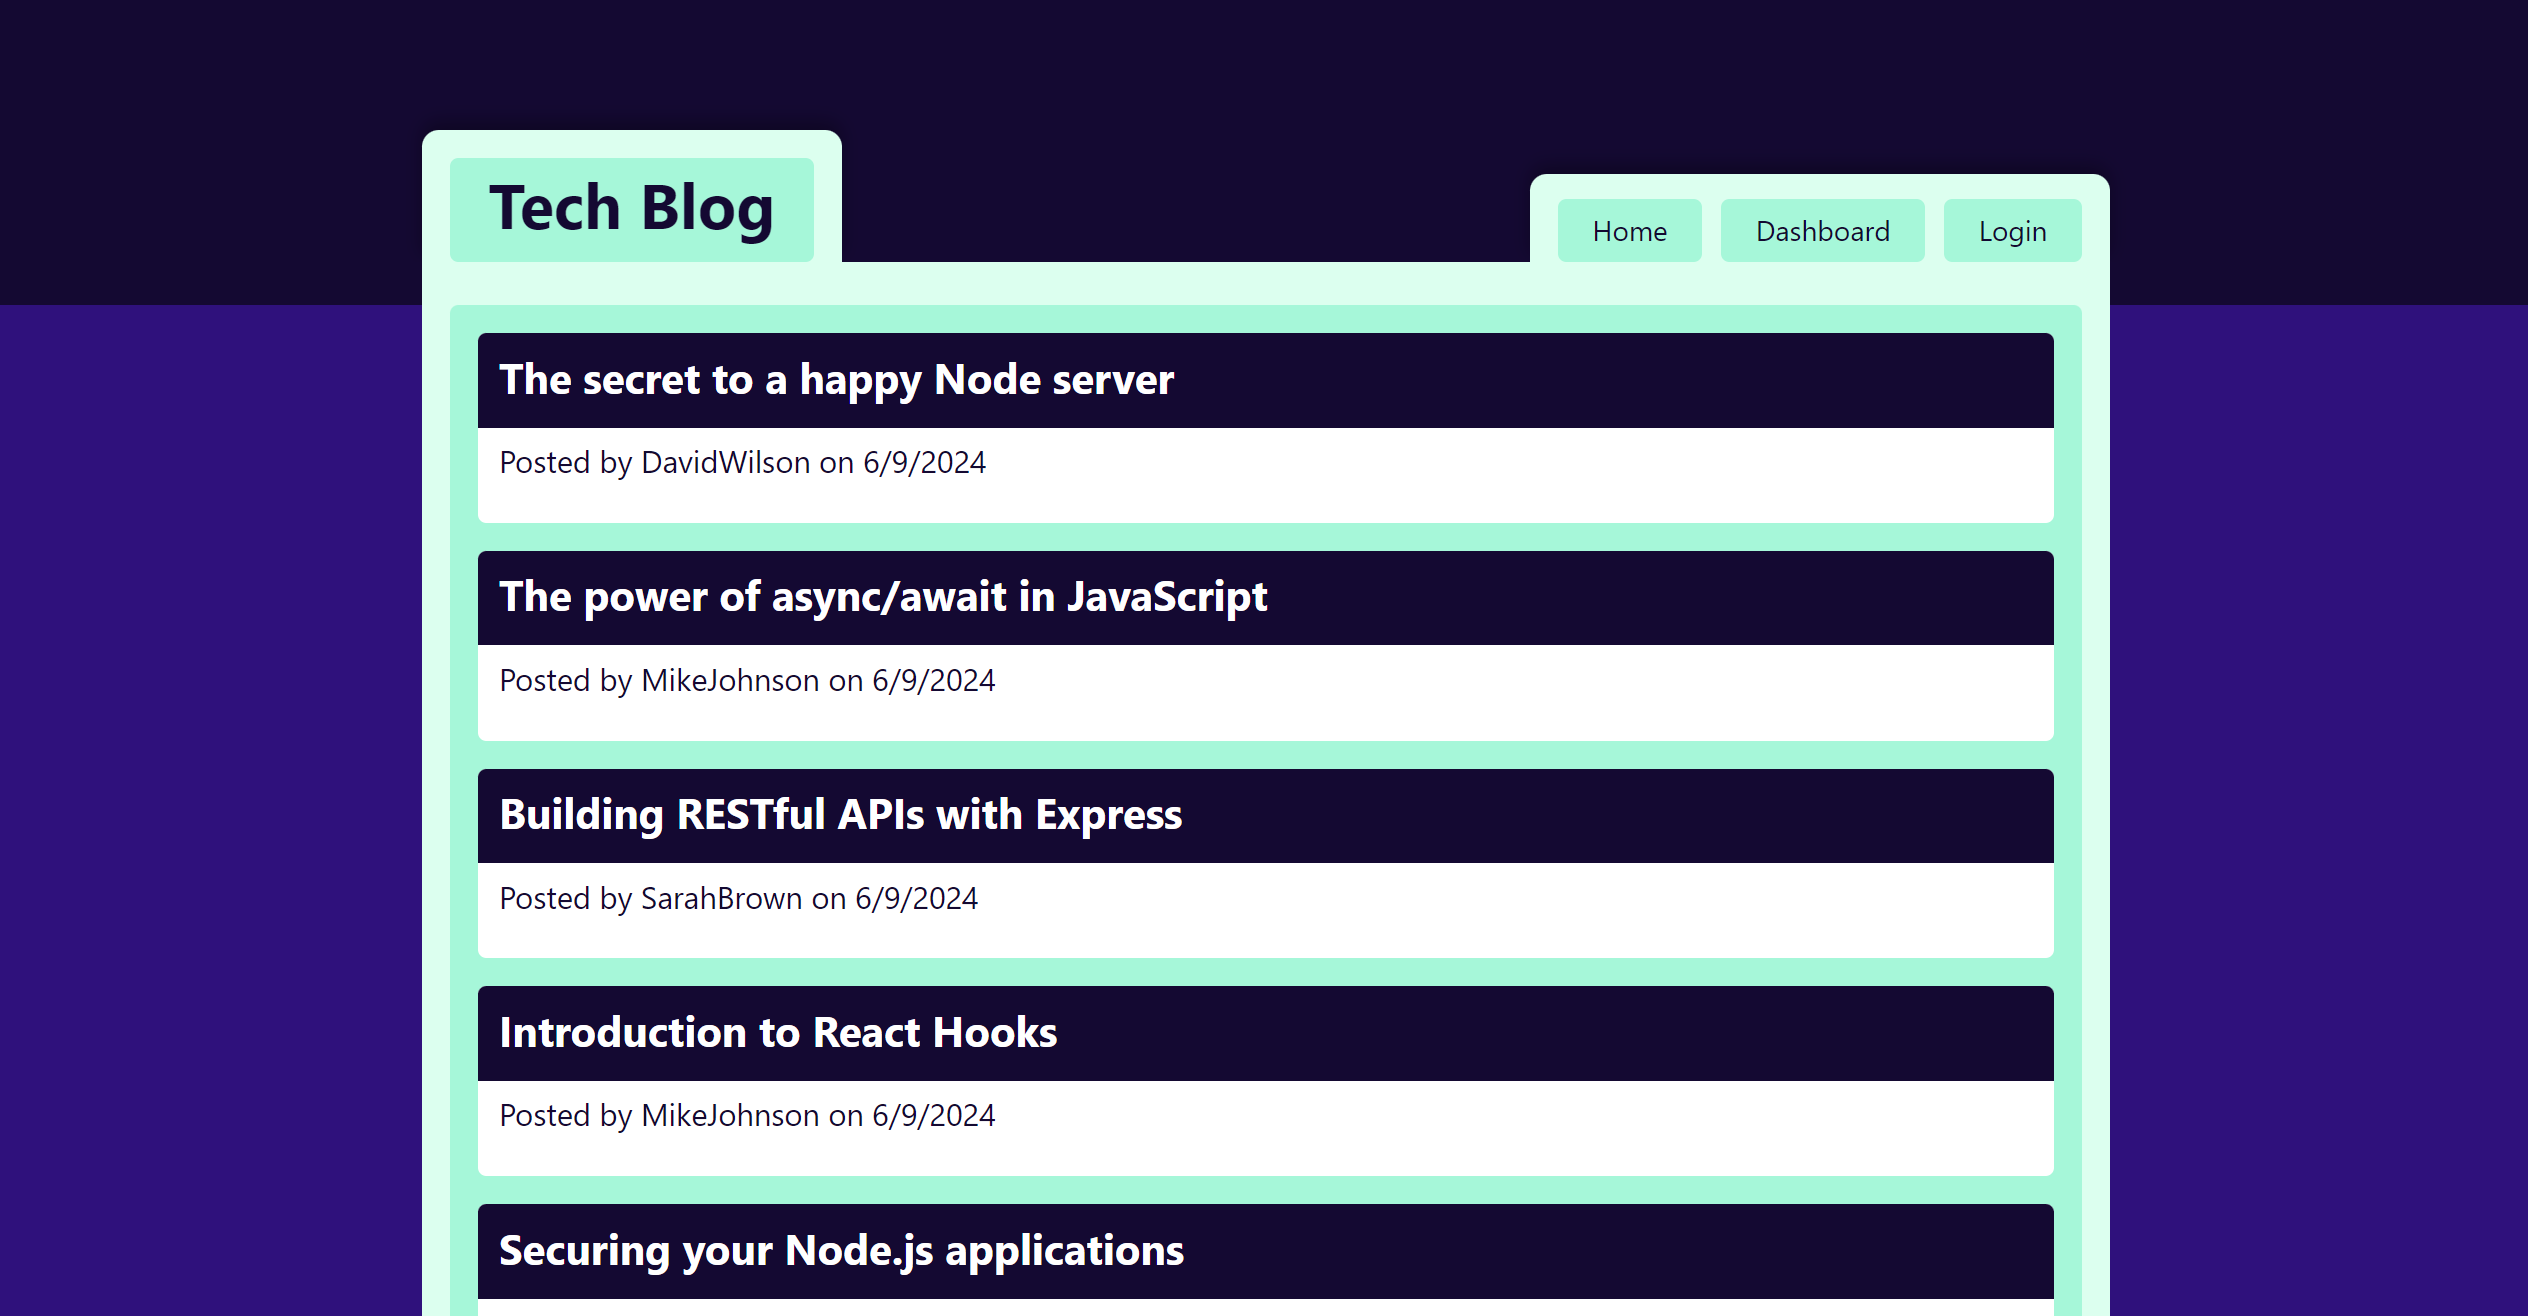 Tech Blog
Home Dashboard Login
The secret to a happy Node server
Posted by DavidWilson on 6/9/2024
The power of async/await in JavaScript
Posted by MikeJohnson on 6/9/2024
Building RESTful APIs with Express
Posted by SarahBrown on 6/9/2024
Introduction to React Hooks
Posted by MikeJohnson on 6/9/2024
Securing your Node.js applications